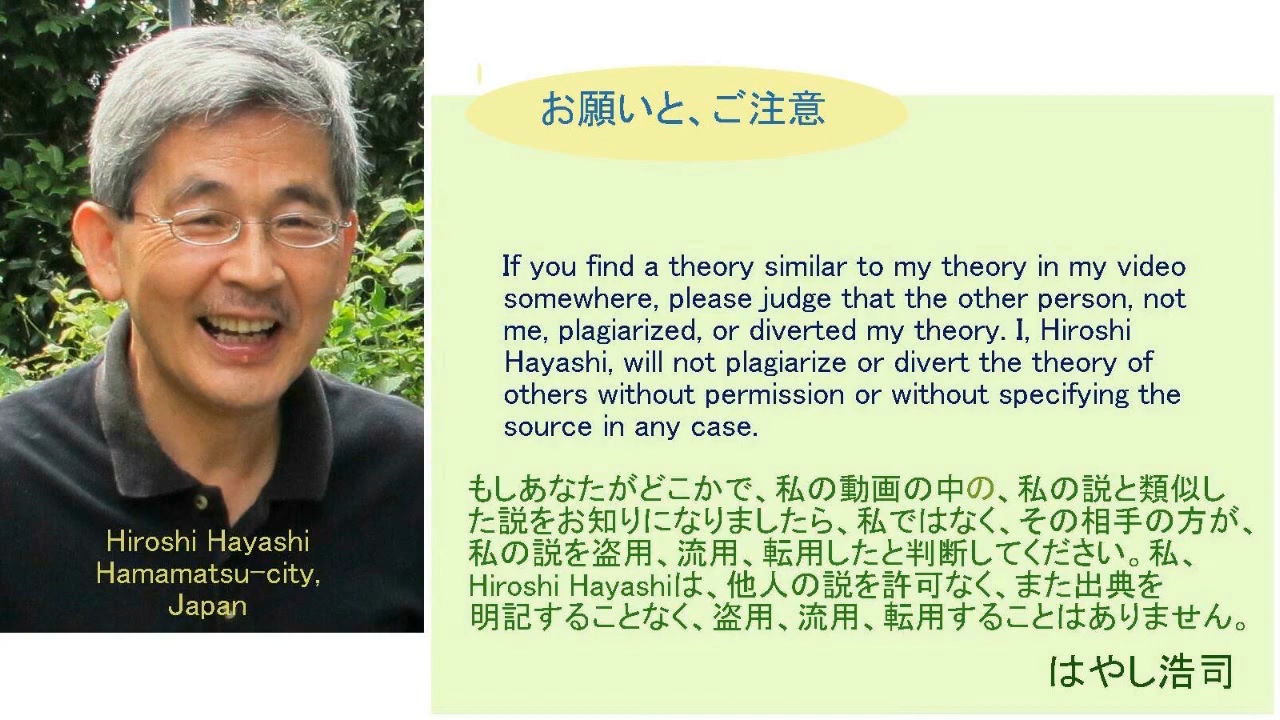 お願いと、ご注意
If you find a theory similar to my theory in my video
somewhere, please judge that the other person, not
me, plagiarized, or diverted my theory. I, Hiroshi
Hayashi, will not plagiarize or divert the theory of
others without permission or without specifying the
source in any case.
もしあなたがどこかで、私の動画の中の、私の説と類似し
た説をお知りになりましたら、私ではなく、その相手の方が、
私の説を盗用、流用、転用したと判断してください。私、
Hiroshi Hayashiは、他人の説を許可なく、また出典を
明記することなく、盗用、流用、転用することはありません。
はやし浩司
Hiroshi Hayashi
Hamamatsu-city,
Japan